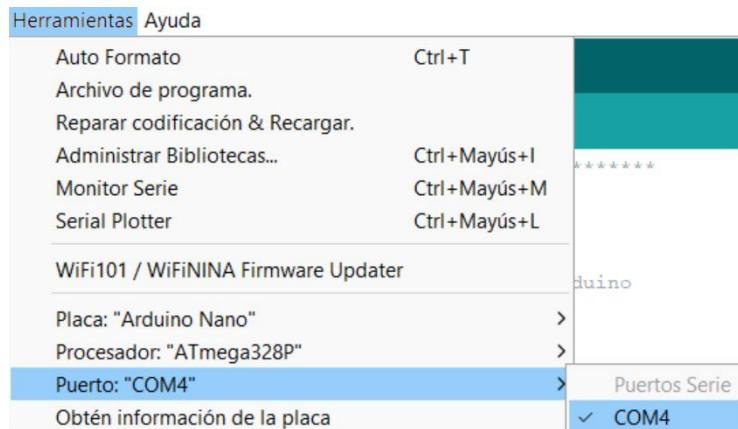 Herramientas Ayuda
Auto Formato Ctrl+T
Archivo de programa.
Reparar codificación & Recargar.
Administrar Bibliotecas... Ctrl+Mayús+I
Monitor Serie Ctrl+Mayús+M
Serial Plotter Ctrl+Mayús+L
*******
WiFi101 / WiFiNINA Firmware Updater
duino
Placa: "Arduino Nano"
Procesador: "ATmega328P"
Puerto: "COM4"
Puertos Serie
Obtén información de la placa
COM4